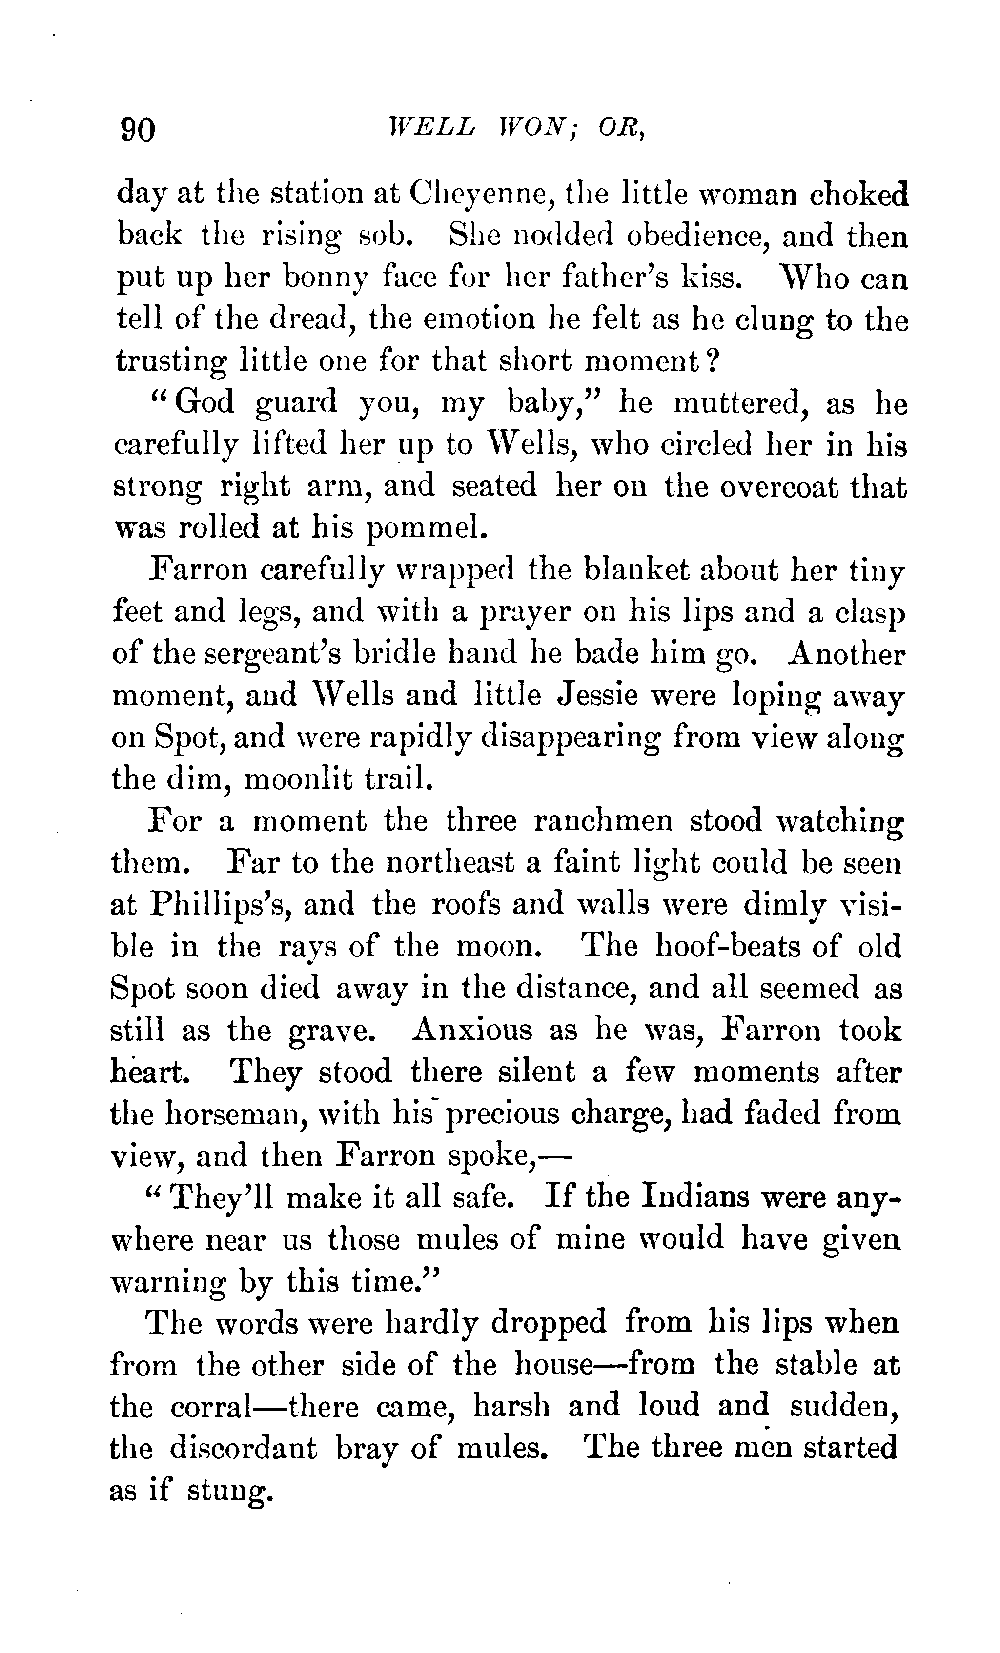 90 WELL WON; OR,
day at the station at Cheyenne, the little woman choked
back the rising sob. She nodded obedience, and then
put up her bonny face for her father's kiss. Who can
tell of the dread, the emotion he felt as he clung to the
trusting little one for that short moment?
"God guard you, my baby," he muttered, as he
carefully lifted her up to Wells, who circled her in his
strong right arm, and seated her on the overcoat that
was rolled at his pommel.
Farron carefully wrapped the blanket about her tiny
feet and legs, and with a prayer on his lips and a clasp
of the sergeant's bridle hand he bade him go. Another
moment, and Wells and little Jessie were loping away
on Spot, and were rapidly disappearing from view along
the dim, moonlit trail.
For a moment the three ranchmen stood watching
them. Far to the northeast a faint light could be seen
at Phillips's, and the roofs and walls were dimly visi-
ble in the rays of the moon. The hoof-beats of old
Spot soon died away in the distance, and all seemed as
still as the grave. Anxious as he was, Farron took
heart. They stood there silent a few moments after
the horseman, with his precious charge, had faded from
view, and then Farron spoke,—
"They'll make it all safe. If the Indians were any-
where near us those mules of mine would have given
warning by this time."
The words were hardly dropped from his lips when
from the other side of the house—from the stable at
the corral—there came, harsh and loud and sudden,
the discordant bray of mules. The three men started
as if stung.